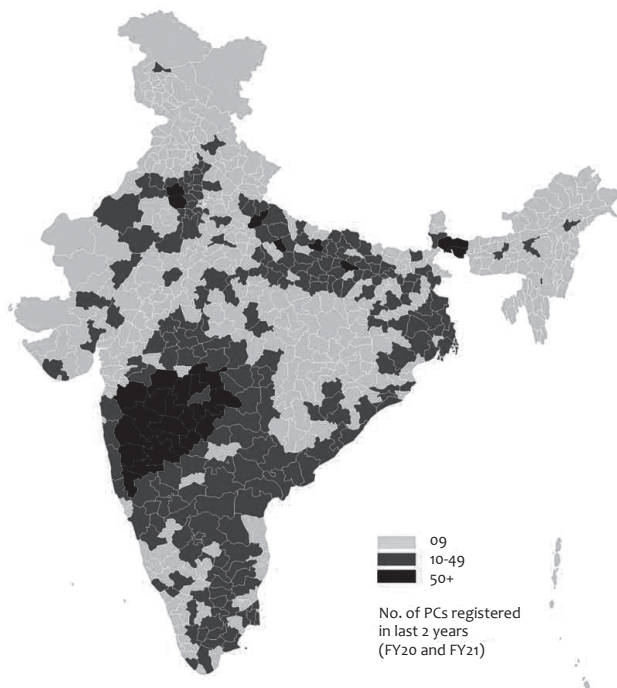 09
10-49
50+
No. of PCs registered
in last 2 years
(FY20 and FY21)